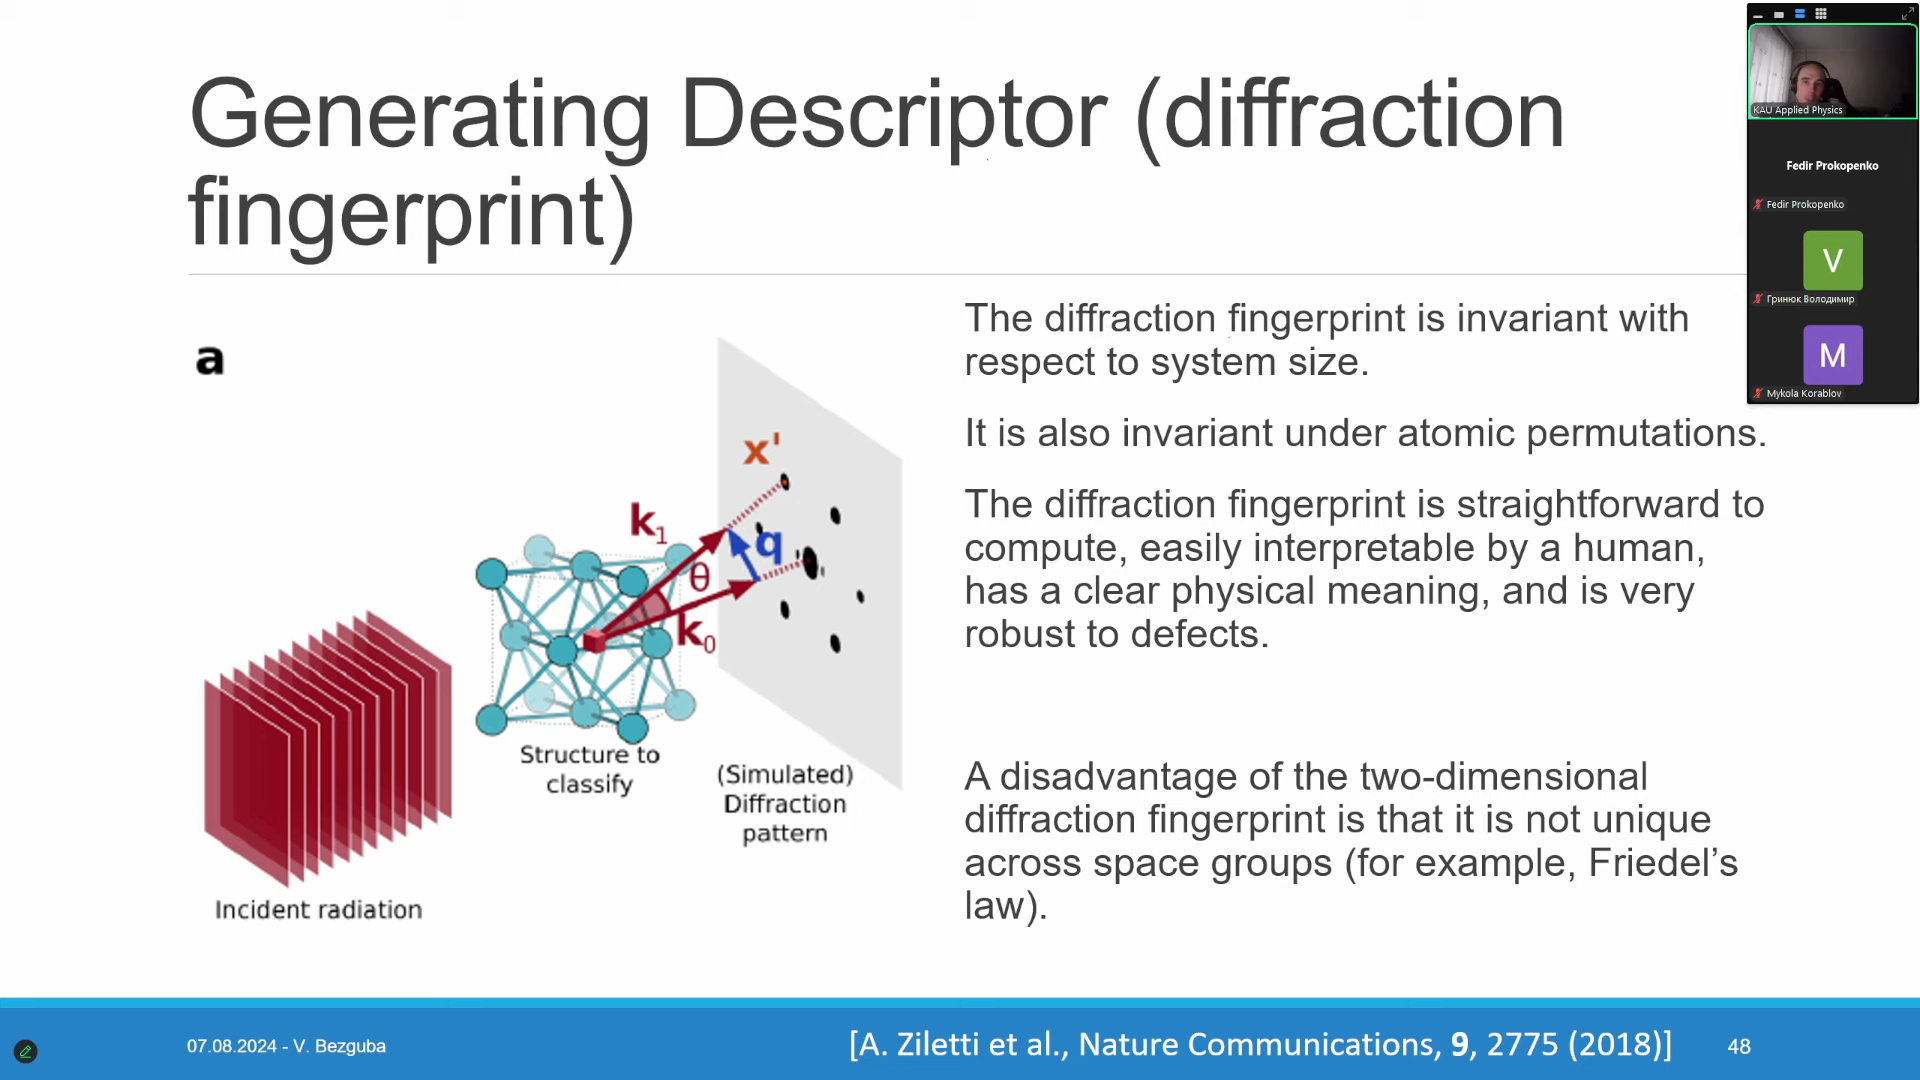 Generating Descriptor (diffraction
fingerprint)
a
x'
k1
q
θ
k0
Structure to
classify
(Simulated)
Diffraction
pattern
Incident radiation
The diffraction fingerprint is invariant with
respect to system size.
It is also invariant under atomic permutations.
The diffraction fingerprint is straightforward to
compute, easily interpretable by a human,
has a clear physical meaning, and is very
robust to defects.
A disadvantage of the two-dimensional
diffraction fingerprint is that it is not unique
across space groups (for example, Friedel’s
law).
07.08.2024 - V. Bezguba
[A. Ziletti et al., Nature Communications, 9, 2775 (2018)]
48
KAU Applied Physics
Fedir Prokopenko
Fedir Prokopenko
V
Гринюк Володимир
M
Mykola Korablov